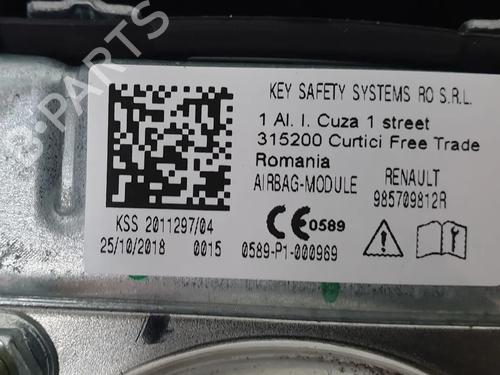 KEY SAFETY SYSTEMS RO S.R.L.
1 Al. I. Cuza 1 street
315200 Curtici Free Trade
Romania
AIRBAG-MODULE RENAULT
985709812R
KSS 2011297/04
25/10/2018 0015
CE 0589
0589-P1-000969
B-PARTS